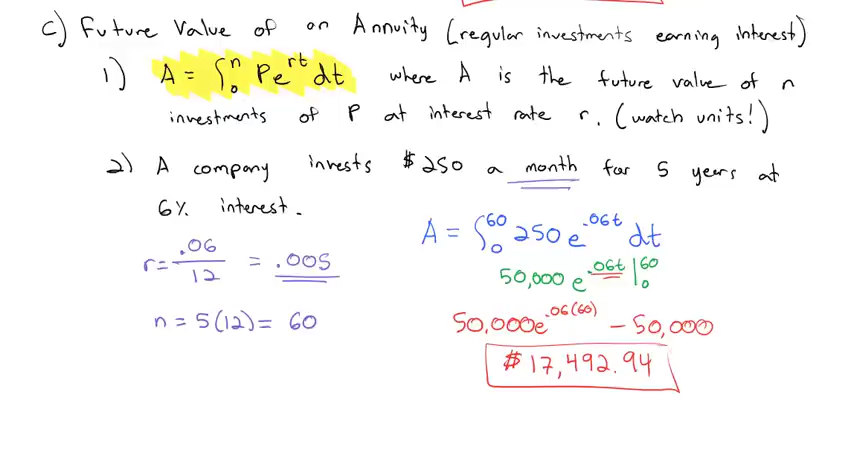 c) Future Value of an Annuity (regular investments earning interest)
1) A = ∫₀ⁿ Pe^rt dt where A is the future value of n
investments of P at interest rate r. (watch units!)
2) A company invests $250 a month for 5 years at
6% interest.
A = ∫₀⁶⁰ 250 e^.06t dt
r = .06/12 = .005
50,000 e^.06t |₀⁶⁰
n = 5(12) = 60
50,000e^.06(60) - 50,000
$17,492.94